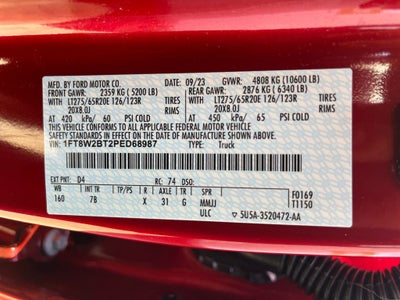 MFD. BY FORD MOTOR CO.
DATE: 09/23 GVWR: 4808 KG (10600 LB)
FRONT GAWR: 2359 KG ( 5200 LB) REAR GAWR: 2876 KG ( 6340 LB)
WITH LT275/65R20E 126/123R TIRES WITH LT275/65R20E 126/123R TIRES
20X8.0J RIMS 20X8.0J RIMS
AT 420 kPa/ 60 PSI COLD AT 450 kPa/ 65 PSI COLD
THIS VEHICLE CONFORMS TO ALL APPLICABLE FEDERAL MOTOR VEHICLE
SAFETY STANDARDS IN EFFECT ON THE DATE OF MANUFACTURE SHOWN ABOVE.
VIN: 1FT8W2BT2PED68987 TYPE: Truck
EXT PNT: D4 RC: 74 DSO:
WB INT TR TP/PS R AXLE TR SPR F0169
160 7B X 31 G MMJJ T1150
ULC 5U5A-3520472-AA